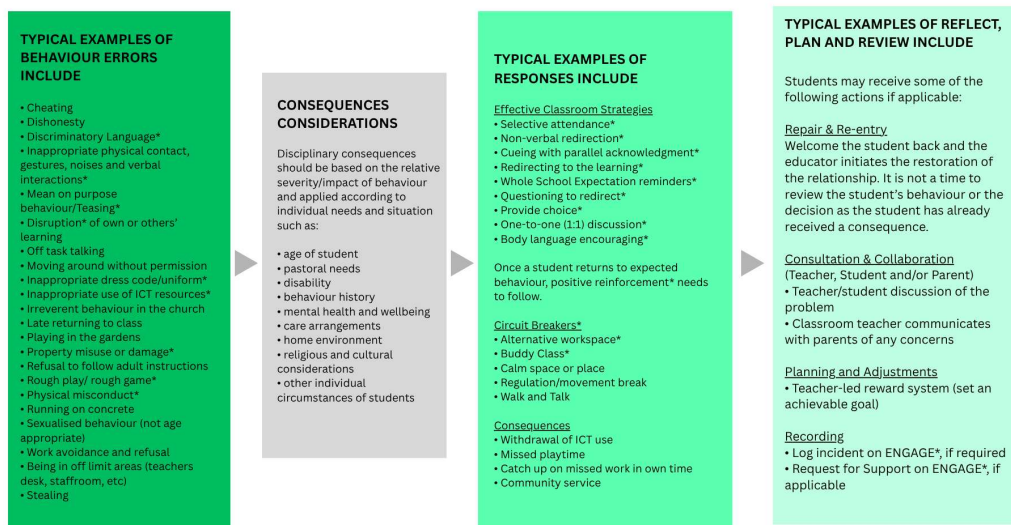 TYPICAL EXAMPLES OF
BEHAVIOUR ERRORS
INCLUDE
• Cheating
• Dishonesty
• Discriminatory Language*
• Inappropriate physical contact,
gestures, noises and verbal
interactions*
• Mean on purpose
behaviour/Teasing*
• Disruption* of own or others’
learning
• Off task talking
• Moving around without permission
• Inappropriate dress code/uniform*
• Inappropriate use of ICT resources*
• Irreverent behaviour in the church
• Late returning to class
• Playing in the gardens
• Property misuse or damage*
• Refusal to follow adult instructions
• Rough play/ rough game*
• Physical misconduct*
• Running on concrete
• Sexualised behaviour (not age
appropriate)
• Work avoidance and refusal
• Being in off limit areas (teachers
desk, staffroom, etc)
• Stealing
CONSEQUENCES
CONSIDERATIONS
Disciplinary consequences
should be based on the relative
severity/impact of behaviour
and applied according to
individual needs and situation
such as:
• age of student
• pastoral needs
• disability
• behaviour history
• mental health and wellbeing
• care arrangements
• home environment
• religious and cultural
considerations
• other individual
circumstances of students
TYPICAL EXAMPLES OF
RESPONSES INCLUDE
Effective Classroom Strategies
• Selective attendance*
• Non-verbal redirection*
• Cueing with parallel acknowledgment*
• Redirecting to the learning*
• Whole School Expectation reminders*
• Questioning to redirect*
• Provide choice*
• One-to-one (1:1) discussion*
• Body language encouraging*
Once a student returns to expected
behaviour, positive reinforcement* needs
to follow.
Circuit Breakers*
• Alternative workspace*
• Buddy Class*
• Calm space or place
• Regulation/movement break
• Walk and Talk
Consequences
• Withdrawal of ICT use
• Missed playtime
• Catch up on missed work in own time
• Community service
TYPICAL EXAMPLES OF REFLECT,
PLAN AND REVIEW INCLUDE
Students may receive some of the
following actions if applicable:
Repair & Re-entry
Welcome the student back and the
educator initiates the restoration of
the relationship. It is not a time to
review the student’s behaviour or the
decision as the student has already
received a consequence.
Consultation & Collaboration
(Teacher, Student and/or Parent)
• Teacher/student discussion of the
problem
• Classroom teacher communicates
with parents of any concerns
Planning and Adjustments
• Teacher-led reward system (set an
achievable goal)
Recording
• Log incident on ENGAGE*, if required
• Request for Support on ENGAGE*, if
applicable